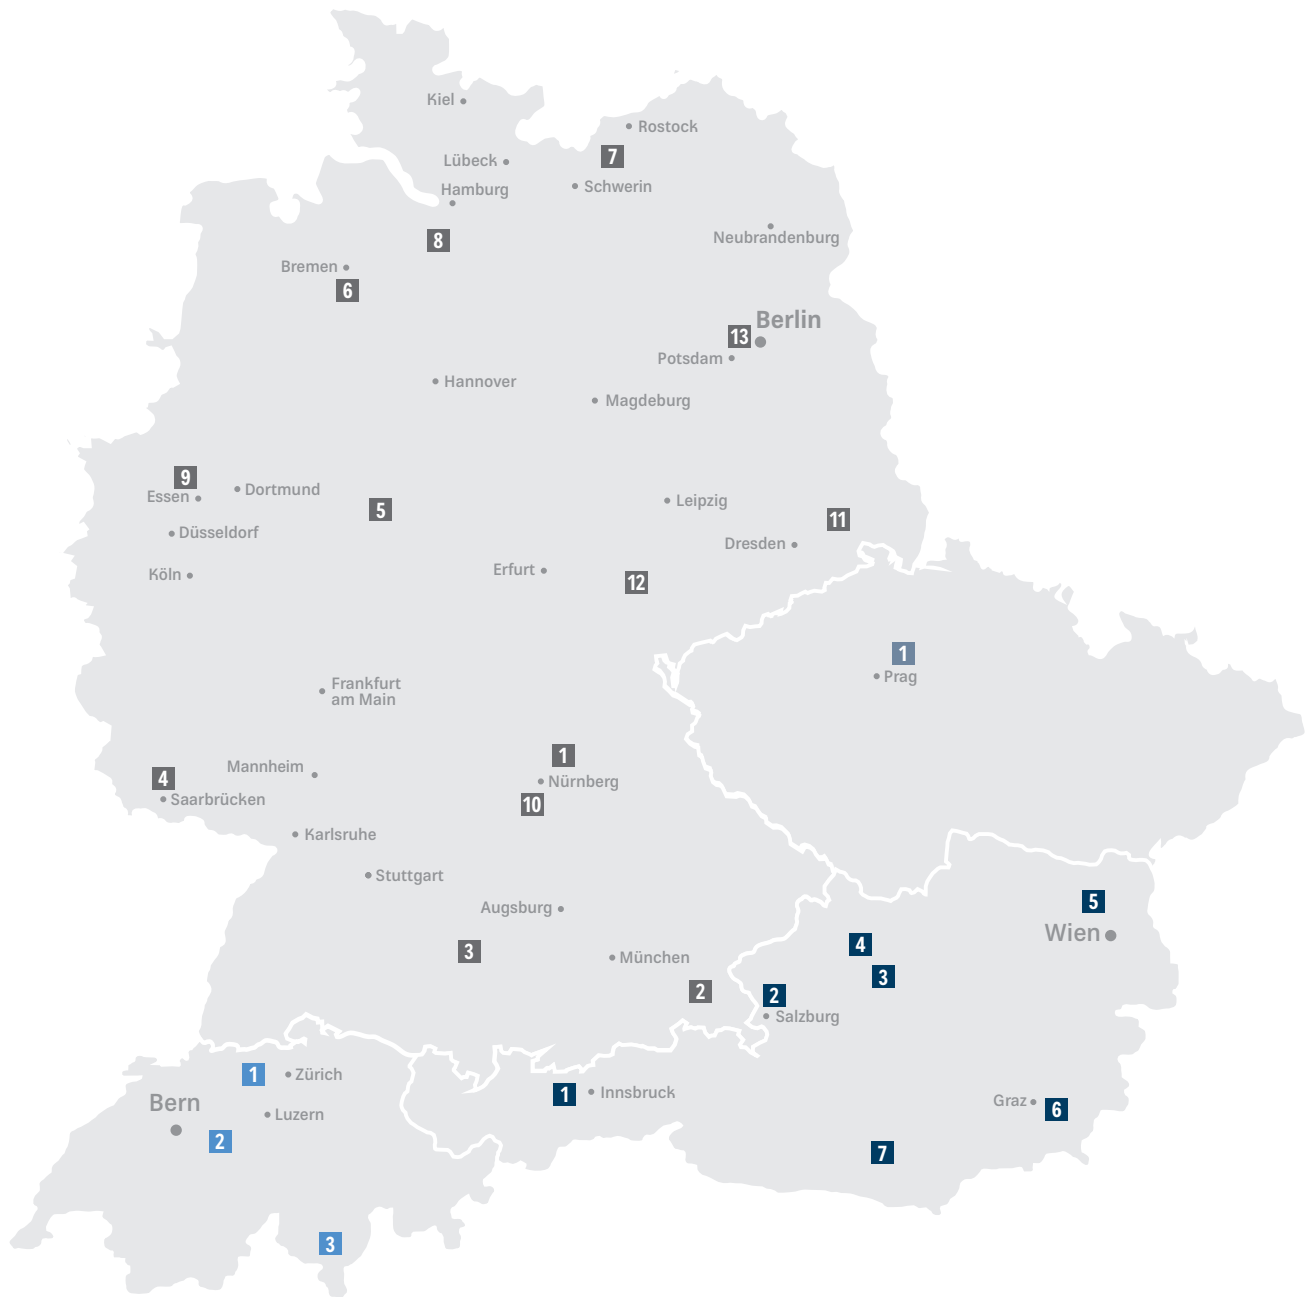 Kiel
Rostock
7
Lübeck
Schwerin
Hamburg
8
Neubrandenburg
Bremen
6
Berlin
13
Potsdam
Hannover
Magdeburg
9
Essen
Dortmund
5
Leipzig
11
Düsseldorf
Dresden
Köln
Erfurt
12
1
Prag
Frankfurt
am Main
1
Mannheim
4
Nürnberg
Saarbrücken
10
Karlsruhe
Stuttgart
5
Augsburg
Wien
4
3
München
3
2
2
Salzburg
1
Zürich
1
Innsbruck
Bern
Luzern
Graz
6
2
7
3